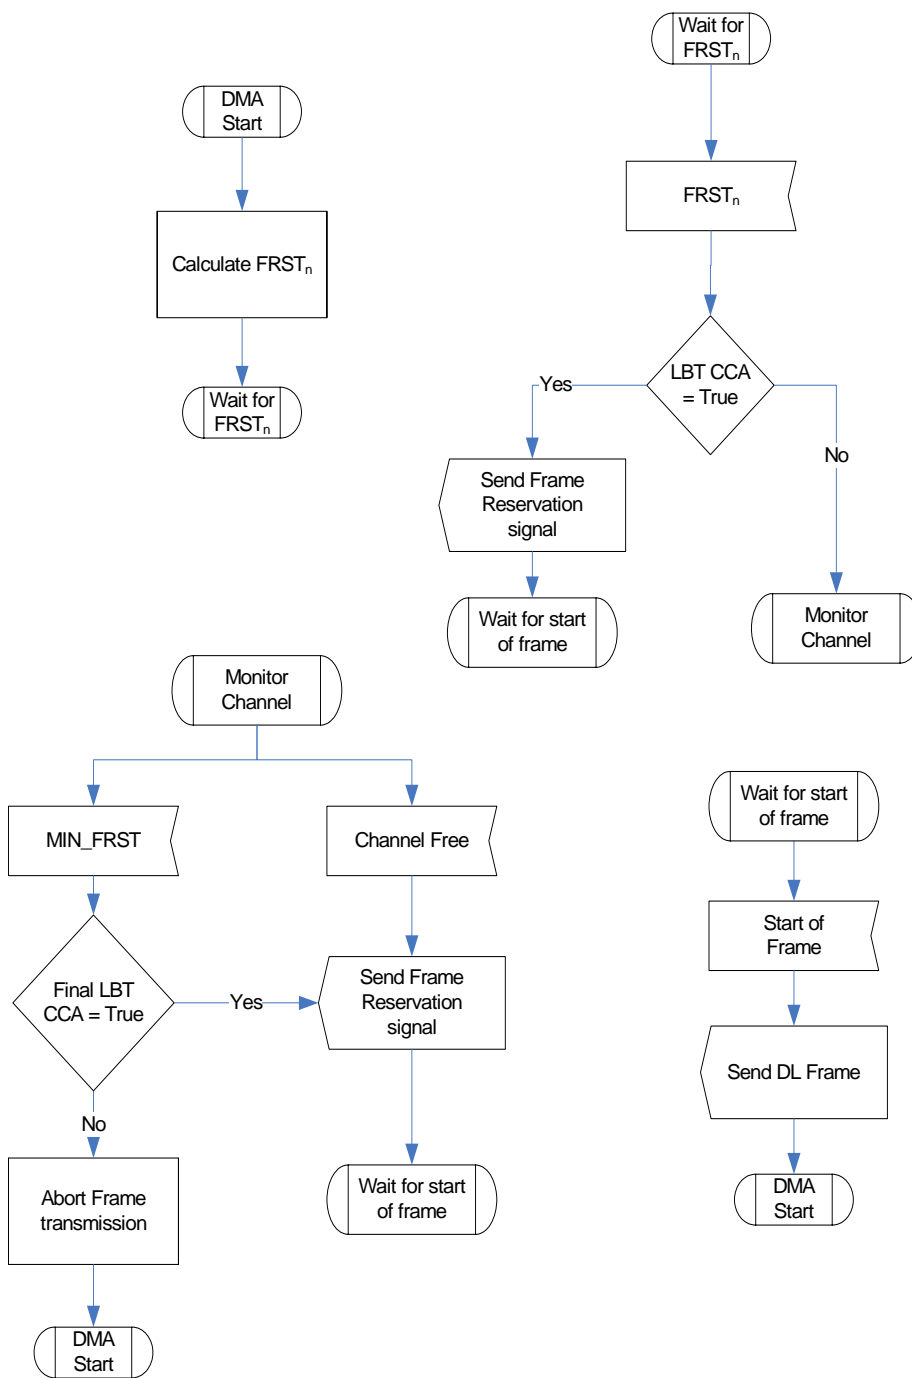 DMA
Start
Calculate FRSTₙ
Wait for
FRSTₙ
Wait for
FRSTₙ
FRSTₙ
LBT CCA
= True
Yes
No
Send Frame
Reservation
signal
Wait for start
of frame
Monitor
Channel
Monitor
Channel
MIN_FRST
Channel Free
Final LBT
CCA = True
Yes
Send Frame
Reservation
signal
No
Abort Frame
transmission
Wait for start
of frame
DMA
Start
Wait for start
of frame
Start of
Frame
Send DL Frame
DMA
Start